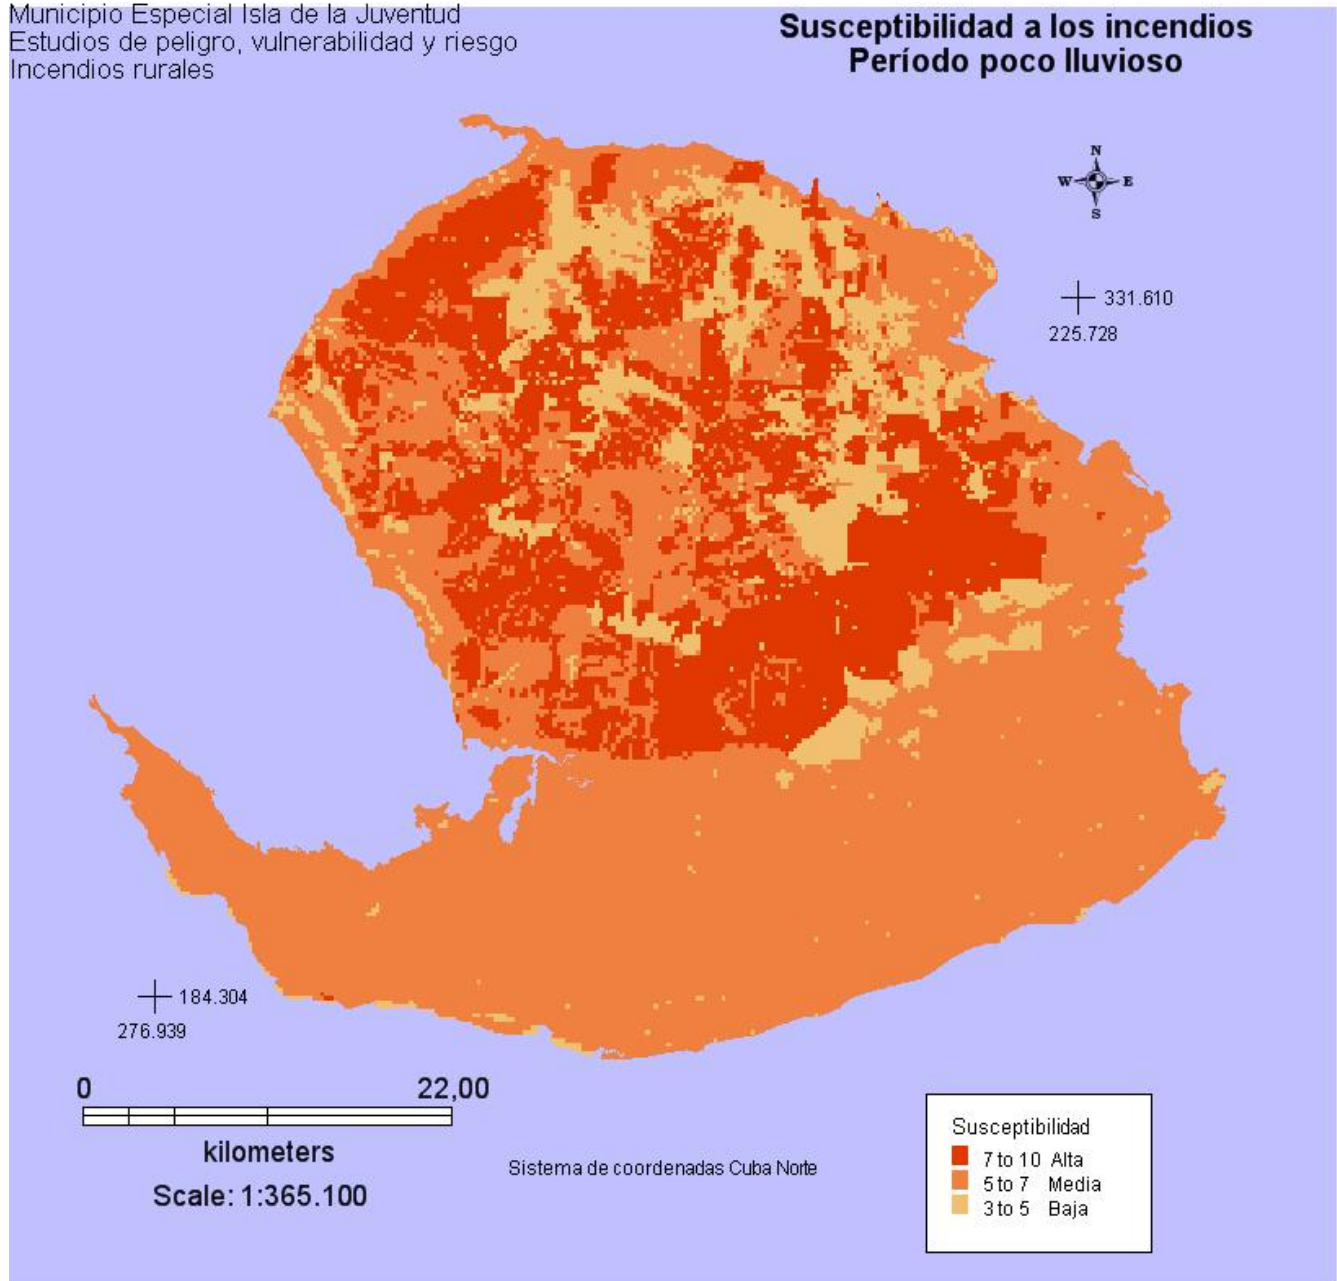 Municipio Especial Isla de la Juventud
Estudios de peligro, vulnerabilidad y riesgo
Incendios rurales
Susceptibilidad a los incendios
Período poco lluvioso
N
W E
S
331.610
225.728
184.304
276.939
0 22,00
kilometers
Scale: 1:365.100
Sistema de coordenadas Cuba Norte
Susceptibilidad
7 to 10 Alta
5 to 7 Media
3 to 5 Baja